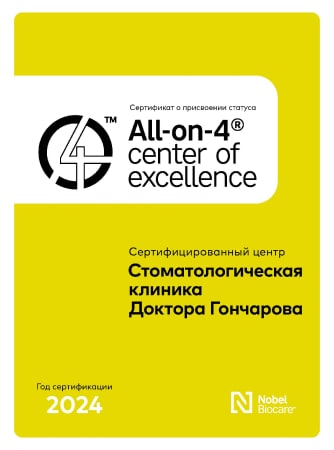 Сертификат о присвоении статуса
4™
All-on-4®
center of
excellence
Сертифицированный центр
Стоматологическая
клиника
Доктора Гончарова
Год сертификации
2024
N
Nobel
Biocare®